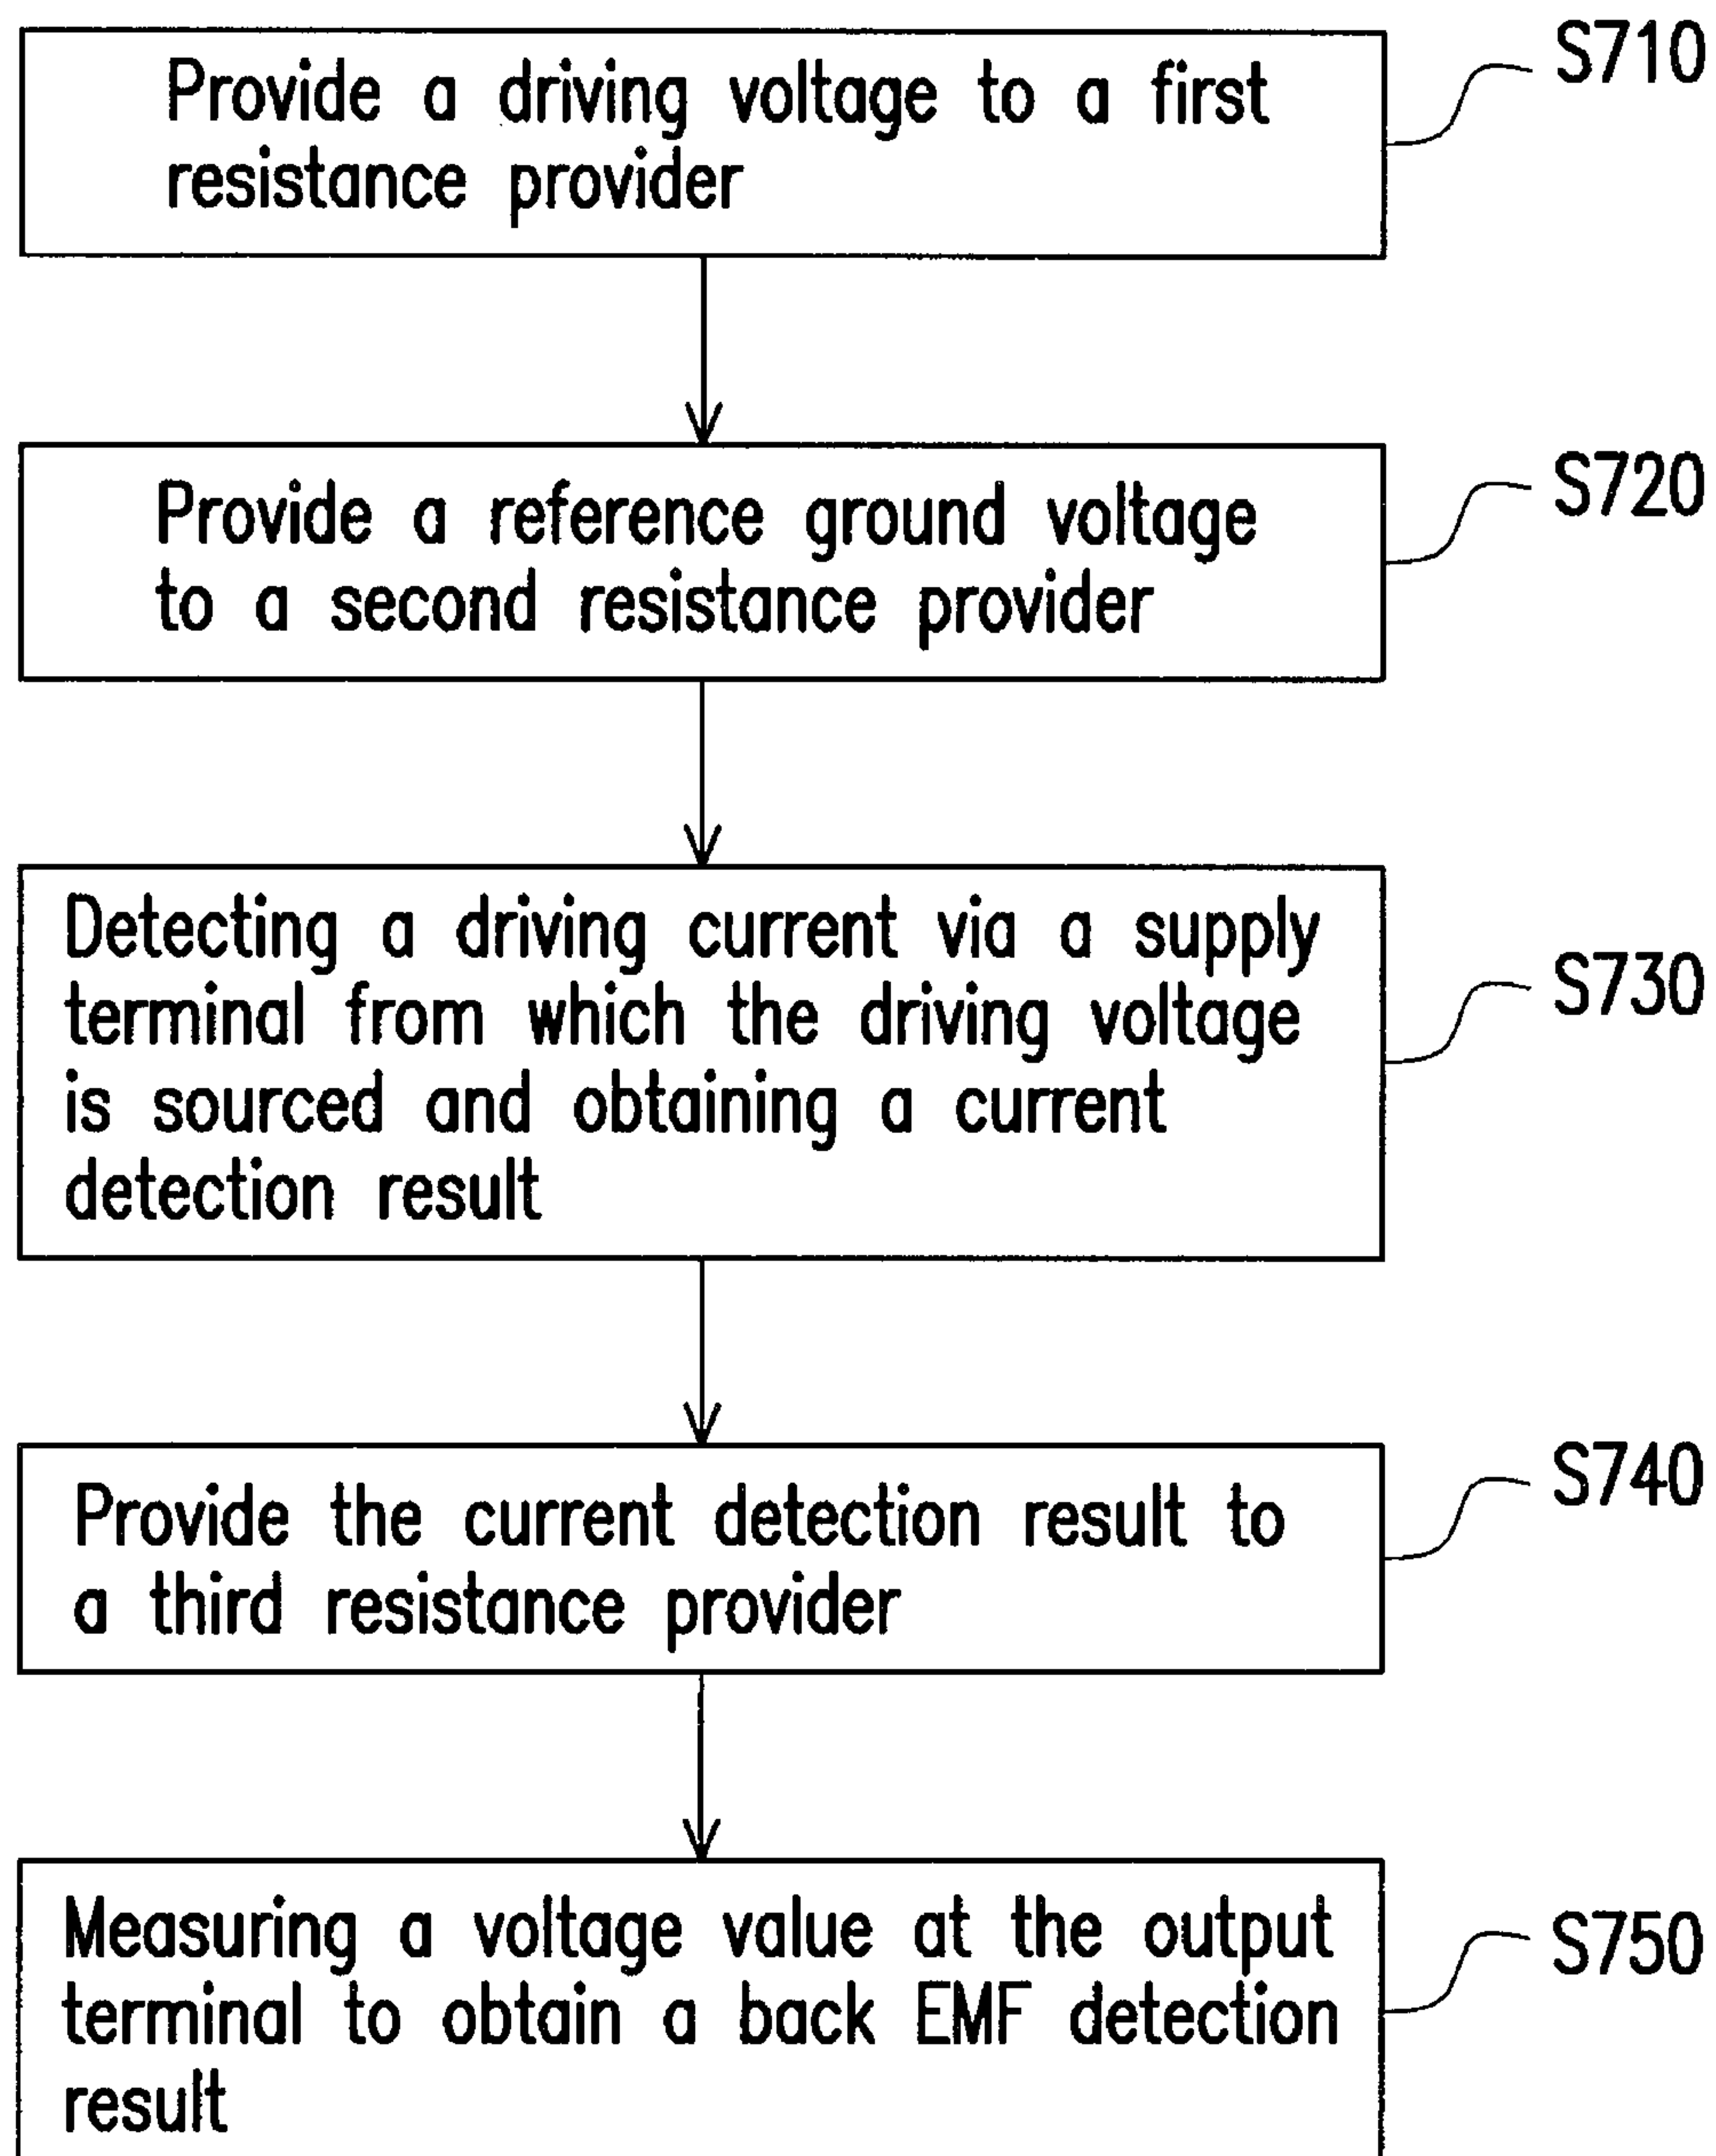 S710
Provide a driving voltage to a first
resistance provider
S720
Provide a reference ground voltage
to a second resistance provider
S730
Detecting a driving current via a supply
terminal from which the driving voltage
is sourced and obtaining a current
detection result
S740
Provide the current detection result to
a third resistance provider
S750
Measuring a voltage value at the output
terminal to obtain a back EMF detection
result